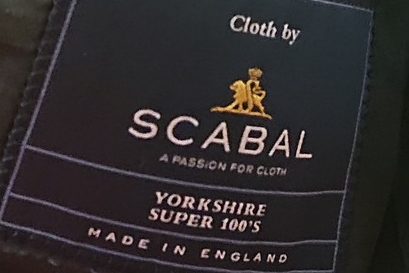 Cloth by
SCABAL
A PASSION FOR CLOTH
YORKSHIRE
SUPER 100'S
MADE IN ENGLAND